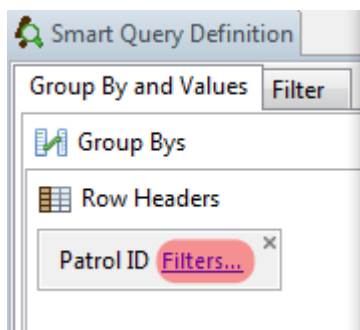 Smart Query Definition
Group By and Values Filter
Group Bys
Row Headers
Patrol ID Filters...